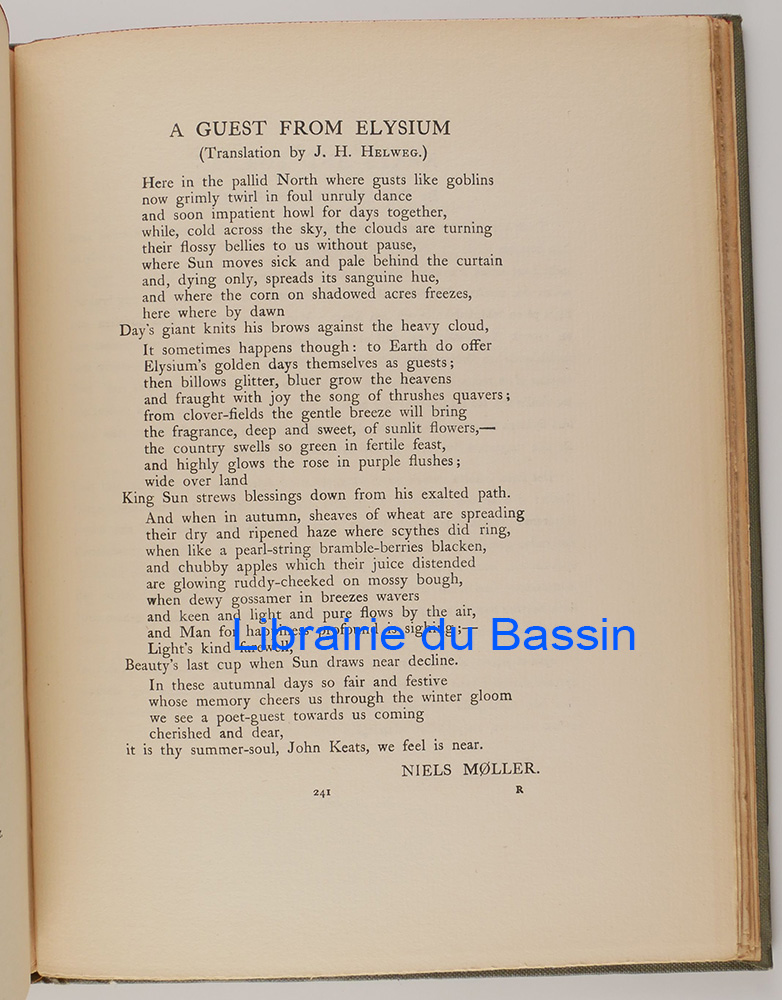 A GUEST FROM ELYSIUM
(Translation by J. H. HELWEG.)
Here in the pallid North where gusts like goblins
now grimly twirl in foul unruly dance
and soon impatient howl for days together,
while, cold across the sky, the clouds are turning
their flossy bellies to us without pause,
where Sun moves sick and pale behind the curtain
and, dying only, spreads its sanguine hue,
and where the corn on shadowed acres freezes,
here where by dawn
Day's giant knits his brows against the heavy cloud,
It sometimes happens though: to Earth do offer
Elysium's golden days themselves as guests;
then billows glitter, bluer grow the heavens
and fraught with joy the song of thrushes quavers;
from clover-fields the gentle breeze will bring
the fragrance, deep and sweet, of sunlit flowers,—
the country swells so green in fertile feast,
and highly glows the rose in purple flushes;
wide over land
King Sun strews blessings down from his exalted path.
And when in autumn, sheaves of wheat are spreading
their dry and ripened haze where scythes did ring,
when like a pearl-string bramble-berries blacken,
and chubby apples which their juice distended
are glowing ruddy-cheeked on mossy bough,
when dewy gossamer in breezes wavers
and keen and light and pure flows by the air,
and Man for happiness profound is sighing;—
Light's kind farewell,
Librairie du Bassin
Beauty's last cup when Sun draws near decline.
In these autumnal days so fair and festive
whose memory cheers us through the winter gloom
we see a poet-guest towards us coming
cherished and dear,
it is thy summer-soul, John Keats, we feel is near.
NIELS MØLLER.
241 R